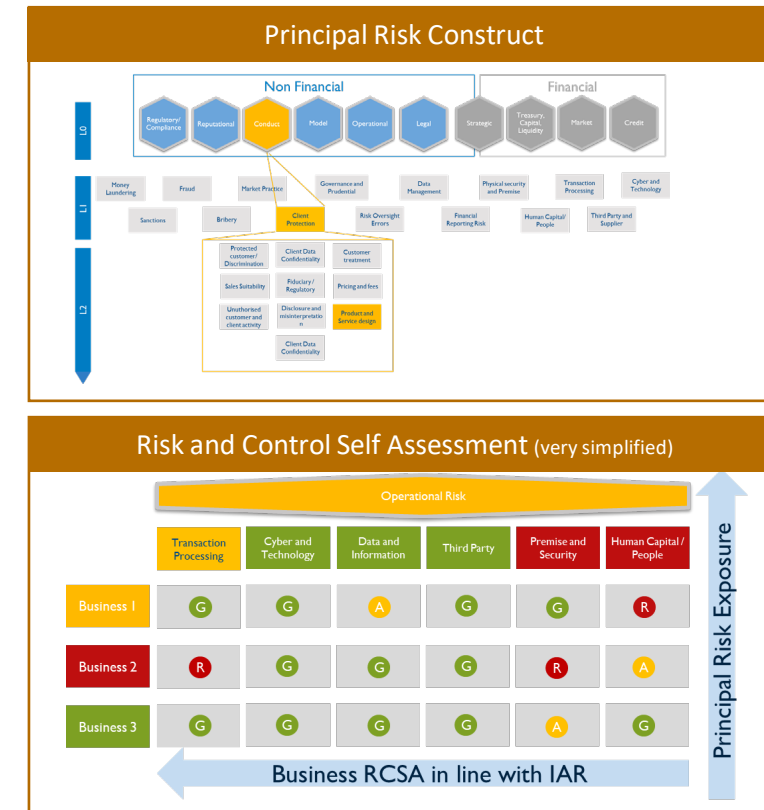 Principal Risk Construct
Non Financial
Financial
L0
Regulatory/
Compliance
Reputational
Conduct
Model
Operational
Legal
Strategic
Treasury,
Capital,
Liquidity
Market
Credit
L1
Money
Laundering
Fraud
Market Practice
Governance and
Prudential
Data
Management
Physical security
and Premise
Transaction
Processing
Cyber and
Technology
Sanctions
Bribery
Client
Protection
Risk Oversight
Errors
Financial
Reporting Risk
Human Capital/
People
Third Party and
Supplier
L2
Protected
customer/
Discrimination
Client Data
Confidentiality
Customer
treatment
Sales Suitability
Fiduciary /
Regulatory
Pricing and fees
Unauthorised
customer and
client activity
Disclosure and
misinterpretatio
n
Product and
Service design
Client Data
Confidentiality
Risk and Control Self Assessment (very simplified)
Operational Risk
Transaction
Processing
Cyber and
Technology
Data and
Information
Third Party
Premise and
Security
Human Capital /
People
Business 1
G
G
A
G
G
R
Business 2
R
G
G
G
R
A
Business 3
G
G
G
G
A
G
Business RCSA in line with IAR
Principal Risk Exposure